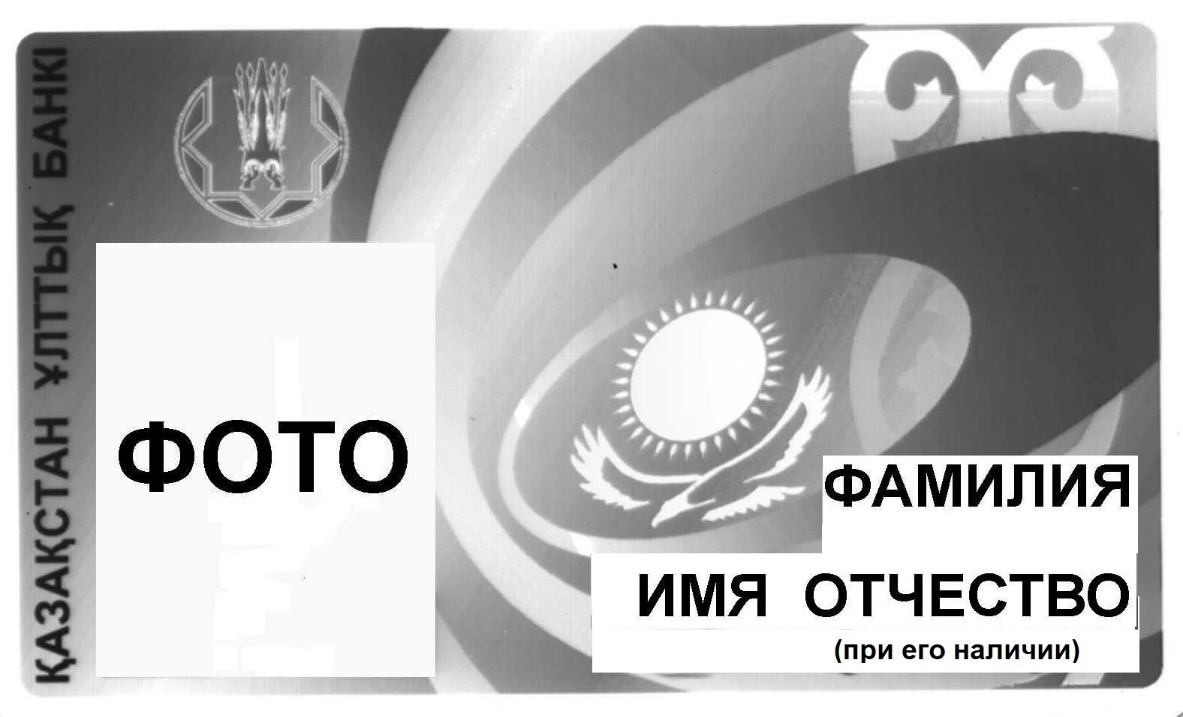 ҚАЗАҚСТАН ҰЛТТЫҚ БАНКІ
ФОТО
ФАМИЛИЯ
ИМЯ ОТЧЕСТВО
(при его наличии)